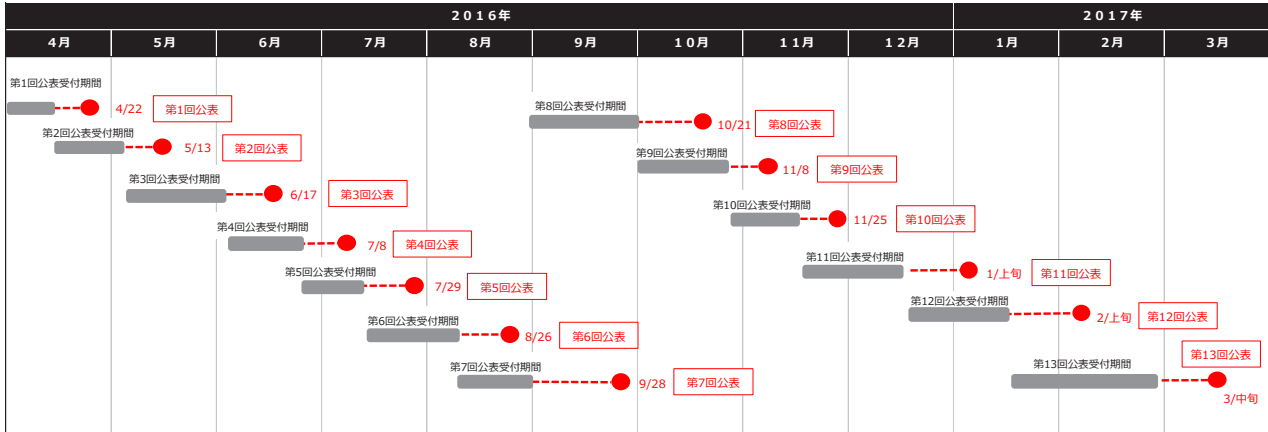 2016年 2017年
4月 5月 6月 7月 8月 9月 10月 11月 12月 1月 2月 3月
第1回公表受付期間
4/22 第1回公表
第2回公表受付期間
5/13 第2回公表
第3回公表受付期間
6/17 第3回公表
第4回公表受付期間
7/8 第4回公表
第5回公表受付期間
7/29 第5回公表
第6回公表受付期間
8/26 第6回公表
第7回公表受付期間
9/28 第7回公表
第8回公表受付期間
10/21 第8回公表
第9回公表受付期間
11/8 第9回公表
第10回公表受付期間
11/25 第10回公表
第11回公表受付期間
1/上旬 第11回公表
第12回公表受付期間
2/上旬 第12回公表
第13回公表受付期間
第13回公表
3/中旬